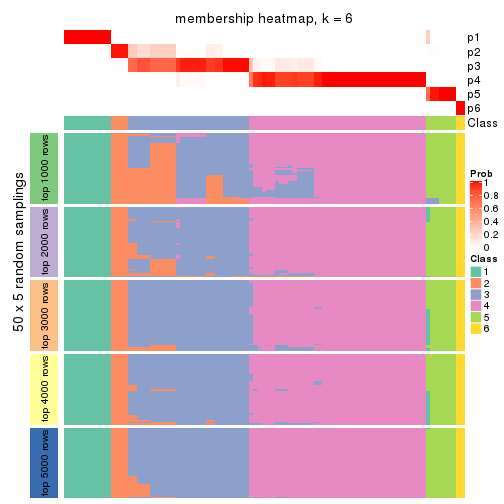 membership heatmap, k = 6
p1
p2
p3
p4
p5
p6
Class
50 x 5 random samplings
top 1000 rows
top 2000 rows
top 3000 rows
top 4000 rows
top 5000 rows
Prob
1
0.8
0.6
0.4
0.2
0
Class
1
2
3
4
5
6